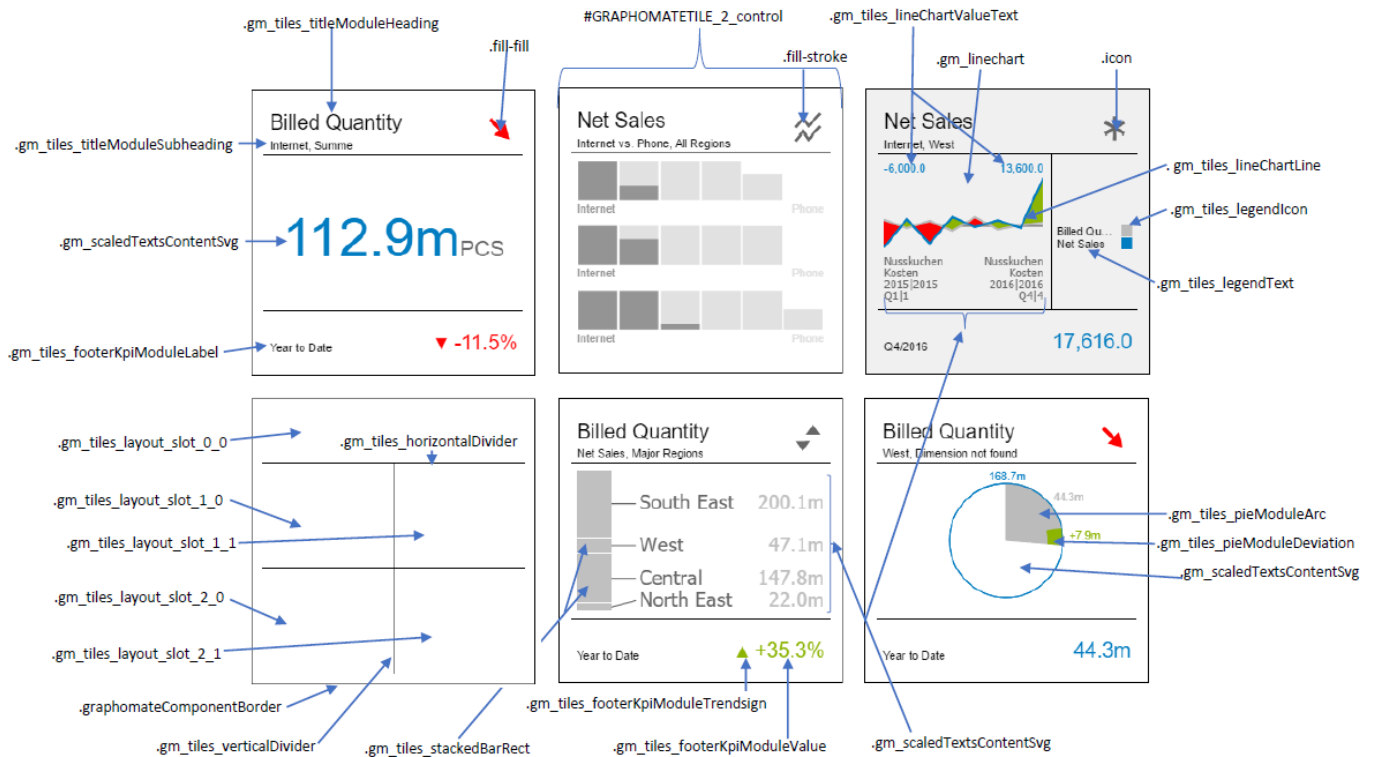 .gm_tiles_titleModuleHeading
#GRAPHOMATETILE_2_control
.gm_tiles_lineChartValueText
.fill-fill
.fill-stroke
.gm_linechart
.icon
.gm_tiles_titleModuleSubheading
Billed Quantity
Internet, Summe
.gm_scaledTextsContentSvg
112.9mPCS
.gm_tiles_footerKpiModuleLabel
Year to Date
▼ -11.5%
Net Sales
Internet vs. Phone, All Regions
Internet
Phone
Internet
Phone
Internet
Phone
Net Sales
Internet, West
-6,000.0
13,600.0
Nusskuchen
Kosten
2015|2015
Q1|1
Nusskuchen
Kosten
2016|2016
Q4|4
Billed Qu...
Net Sales
Q4/2016
17,616.0
. gm_tiles_lineChartLine
.gm_tiles_legendIcon
.gm_tiles_legendText
.gm_tiles_layout_slot_0_0
.gm_tiles_horizontalDivider
.gm_tiles_layout_slot_1_0
.gm_tiles_layout_slot_1_1
.gm_tiles_layout_slot_2_0
.gm_tiles_layout_slot_2_1
.graphomateComponentBorder
.gm_tiles_verticalDivider
.gm_tiles_stackedBarRect
Billed Quantity
Net Sales, Major Regions
South East 200.1m
West 47.1m
Central 147.8m
North East 22.0m
Year to Date
▲ +35.3%
.gm_tiles_footerKpiModuleTrendsign
.gm_tiles_footerKpiModuleValue
Billed Quantity
West, Dimension not found
168.7m
44.3m
+7.9m
Year to Date
44.3m
.gm_tiles_pieModuleArc
.gm_tiles_pieModuleDeviation
.gm_scaledTextsContentSvg
.gm_scaledTextsContentSvg